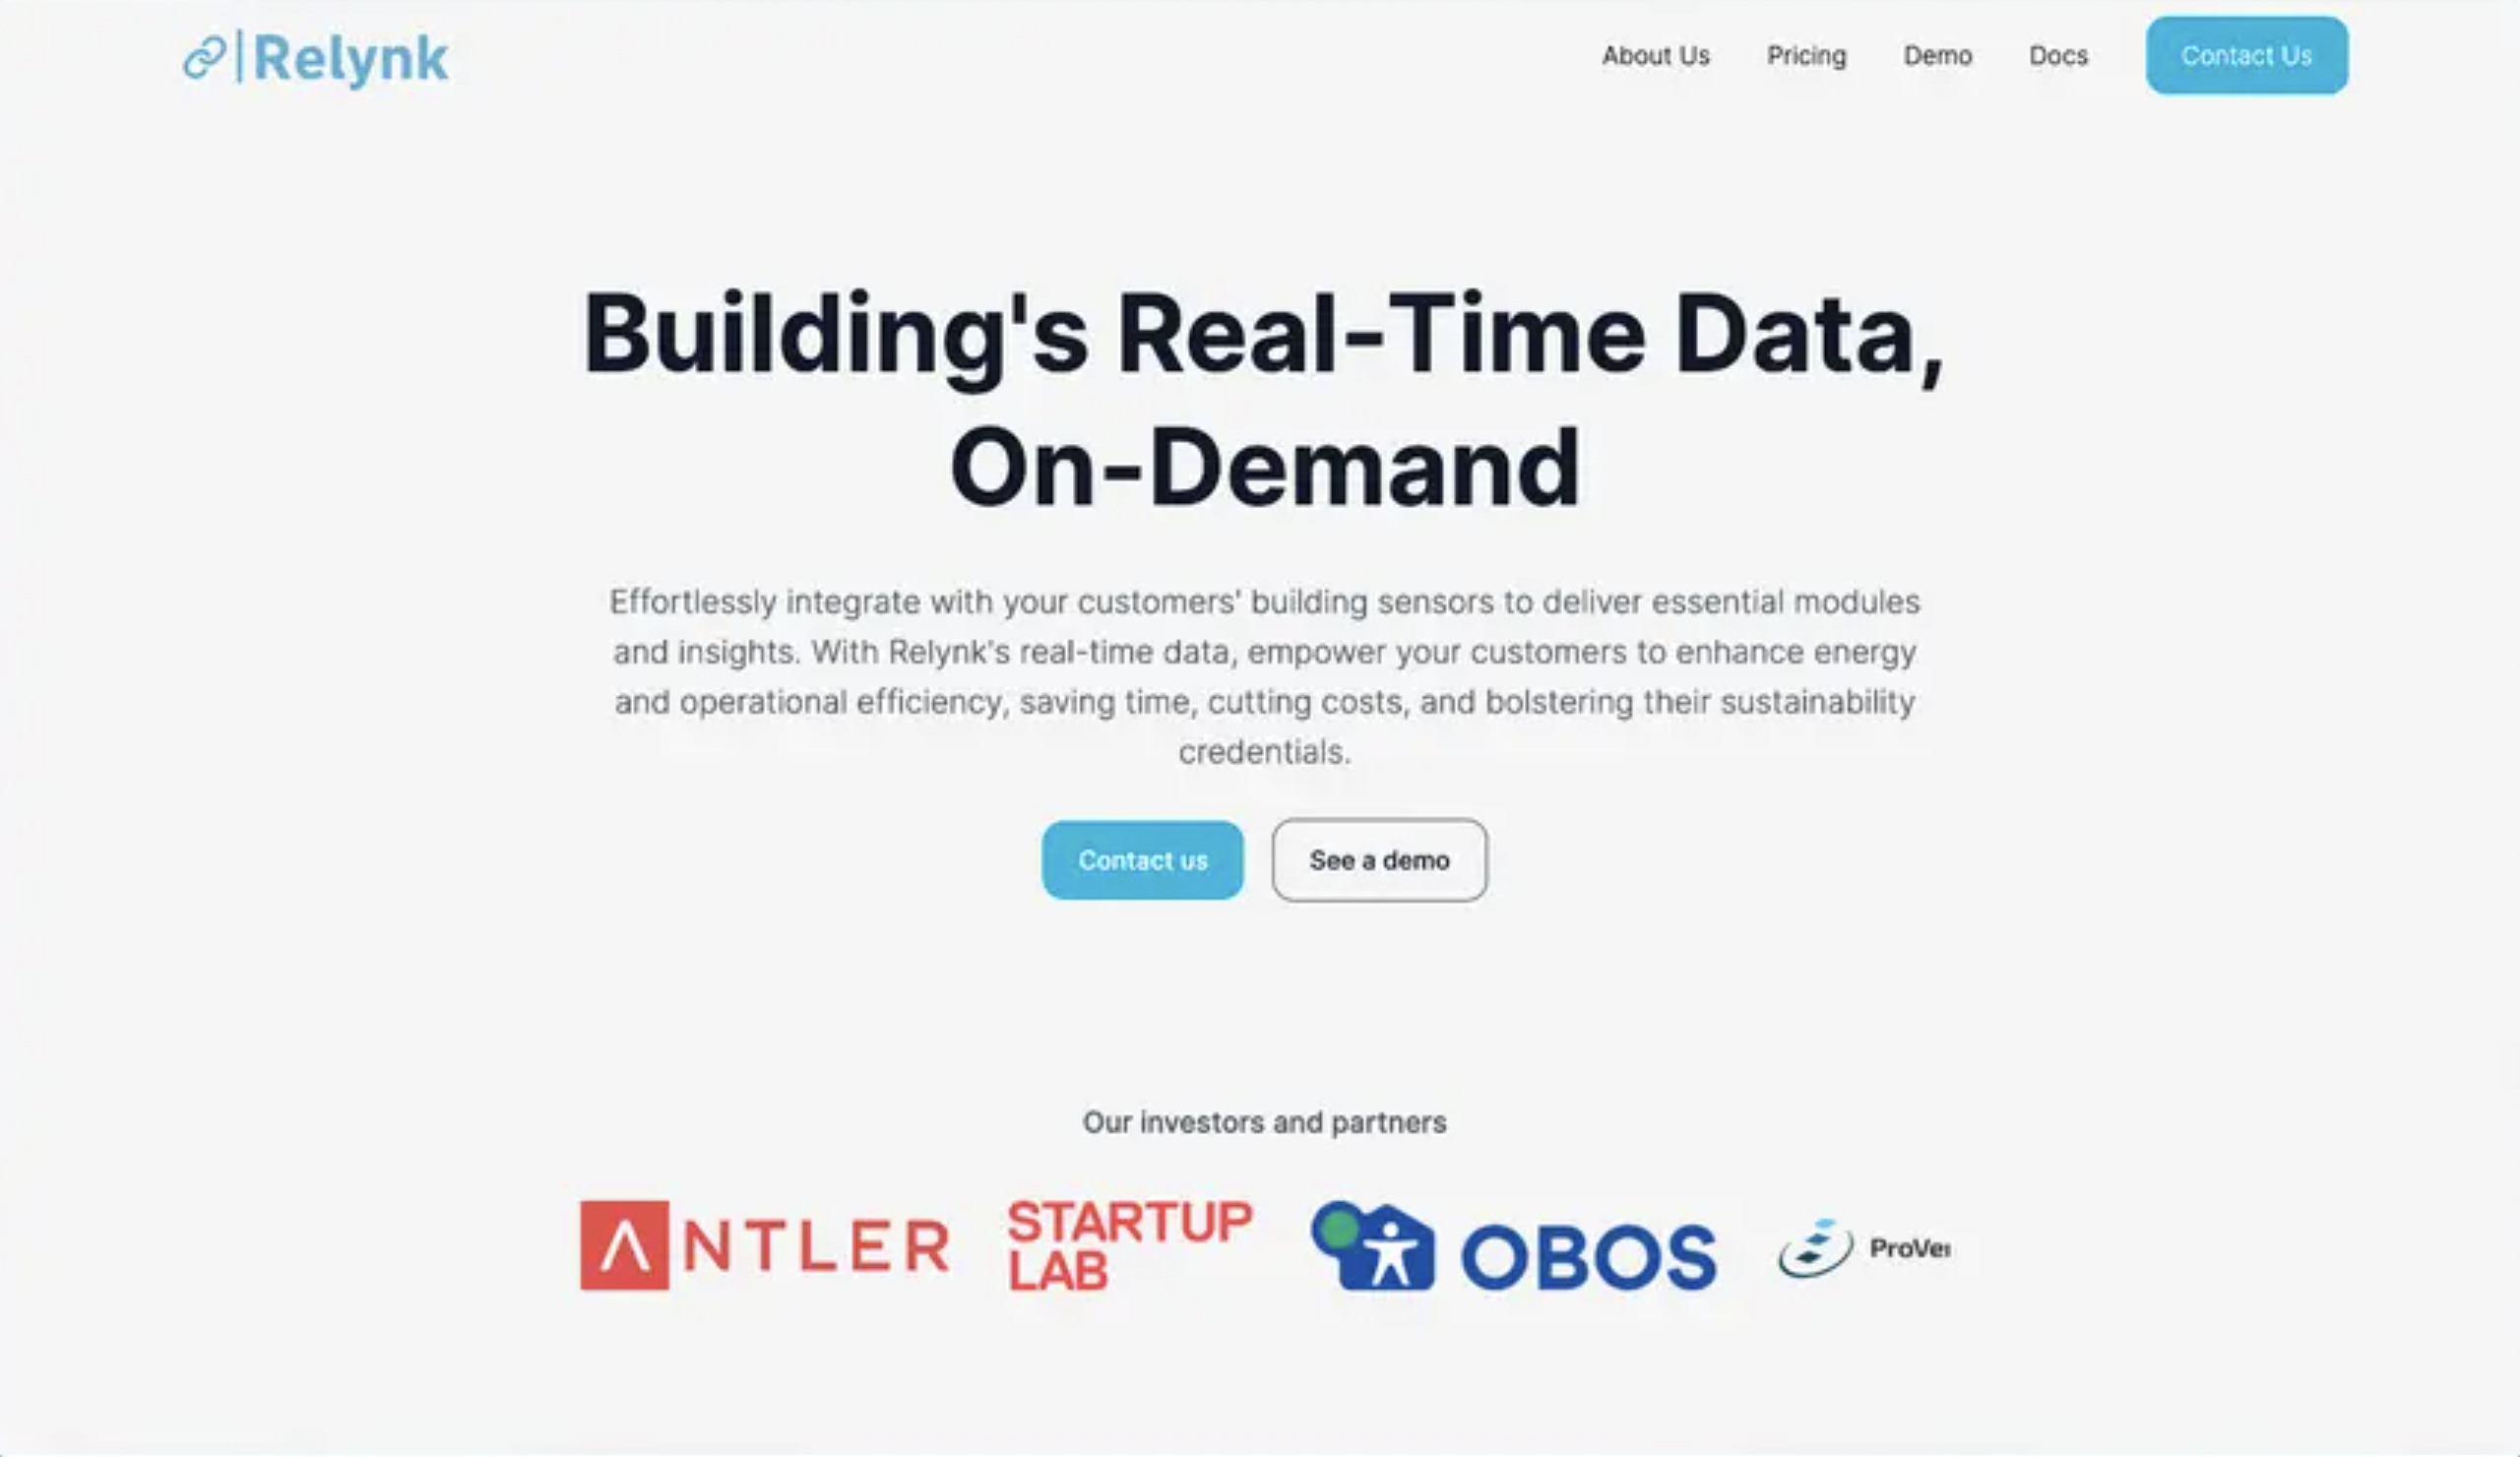 Relynk
About Us
Pricing
Demo
Docs
Contact Us
Building's Real-Time Data,
On-Demand
Effortlessly integrate with your customers' building sensors to deliver essential modules
and insights. With Relynk's real-time data, empower your customers to enhance energy
and operational efficiency, saving time, cutting costs, and bolstering their sustainability
credentials.
Contact us
See a demo
Our investors and partners
ANTLER
STARTUP
LAB
OBOS